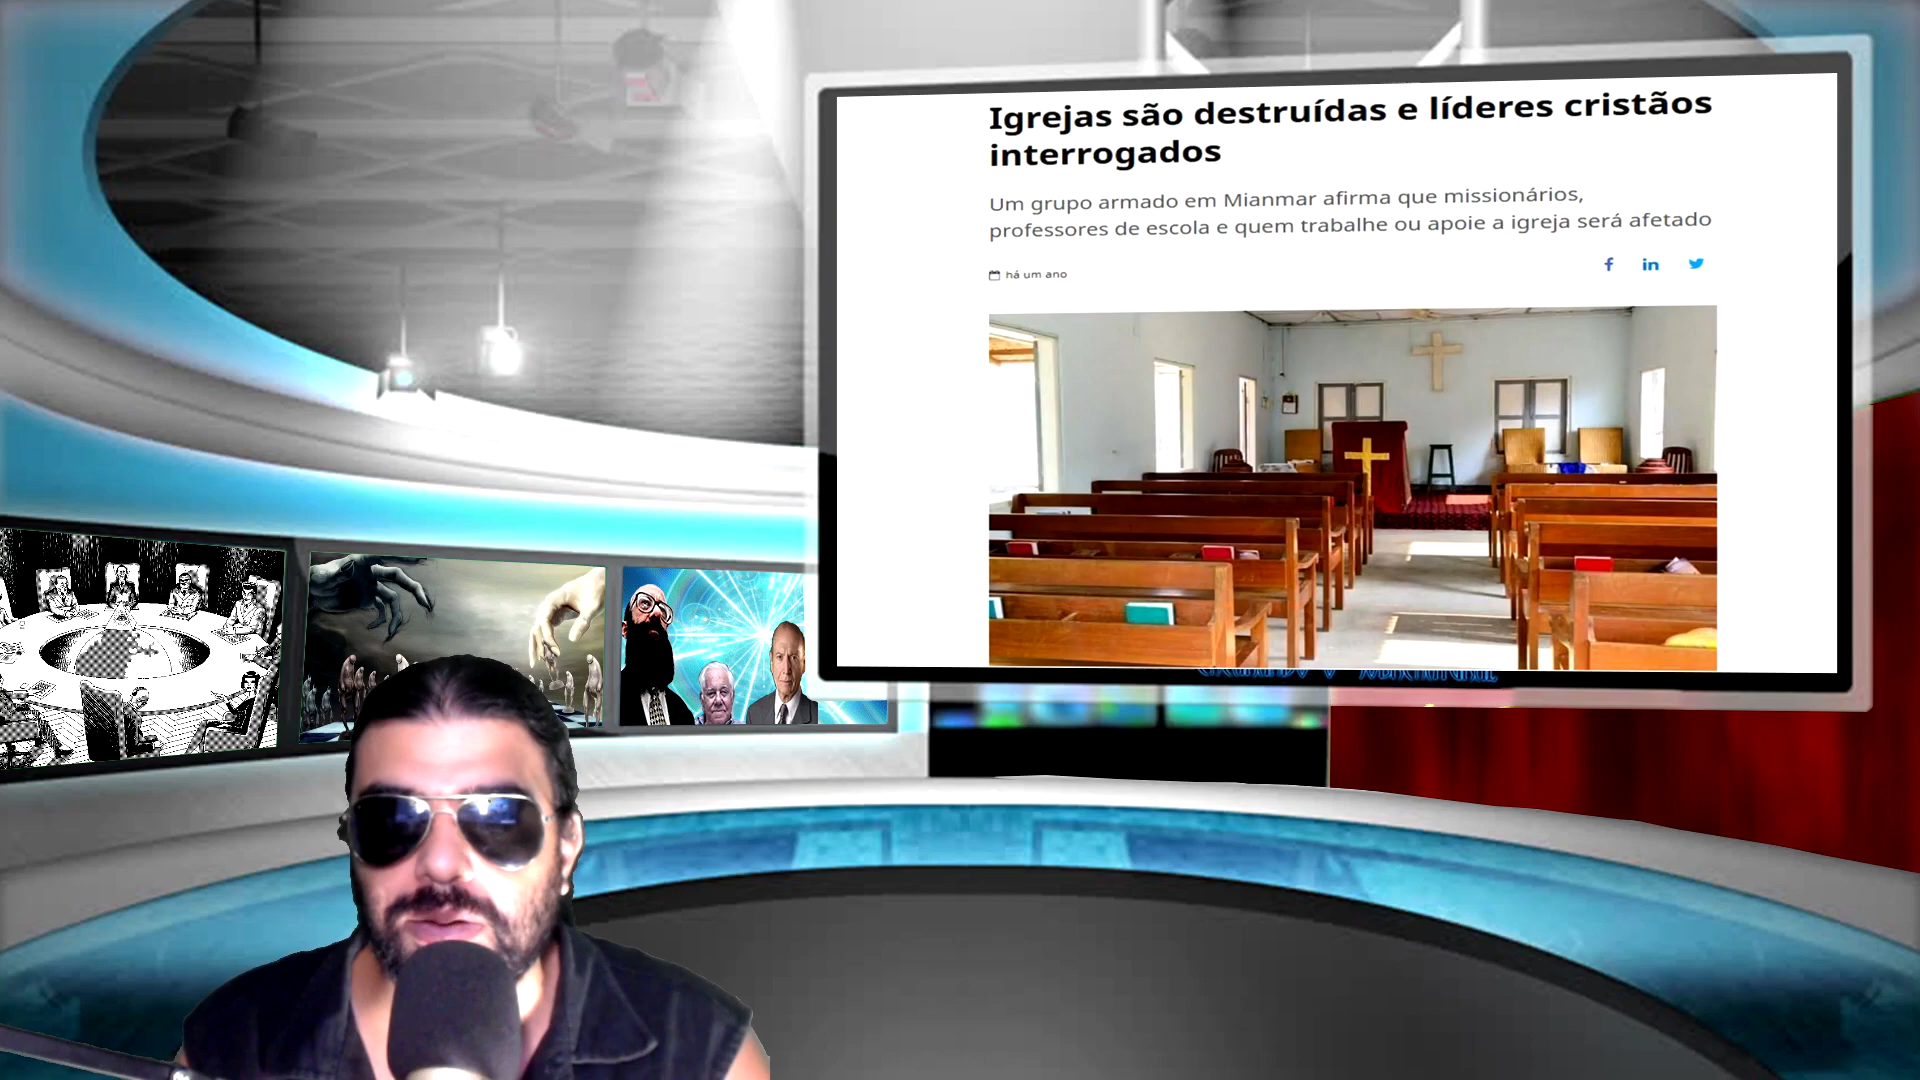 Igrejas são destruídas e líderes cristãos
interrogados
Um grupo armado em Mianmar afirma que missionários,
professores de escola e quem trabalhe ou apoie a igreja será afetado
há um ano